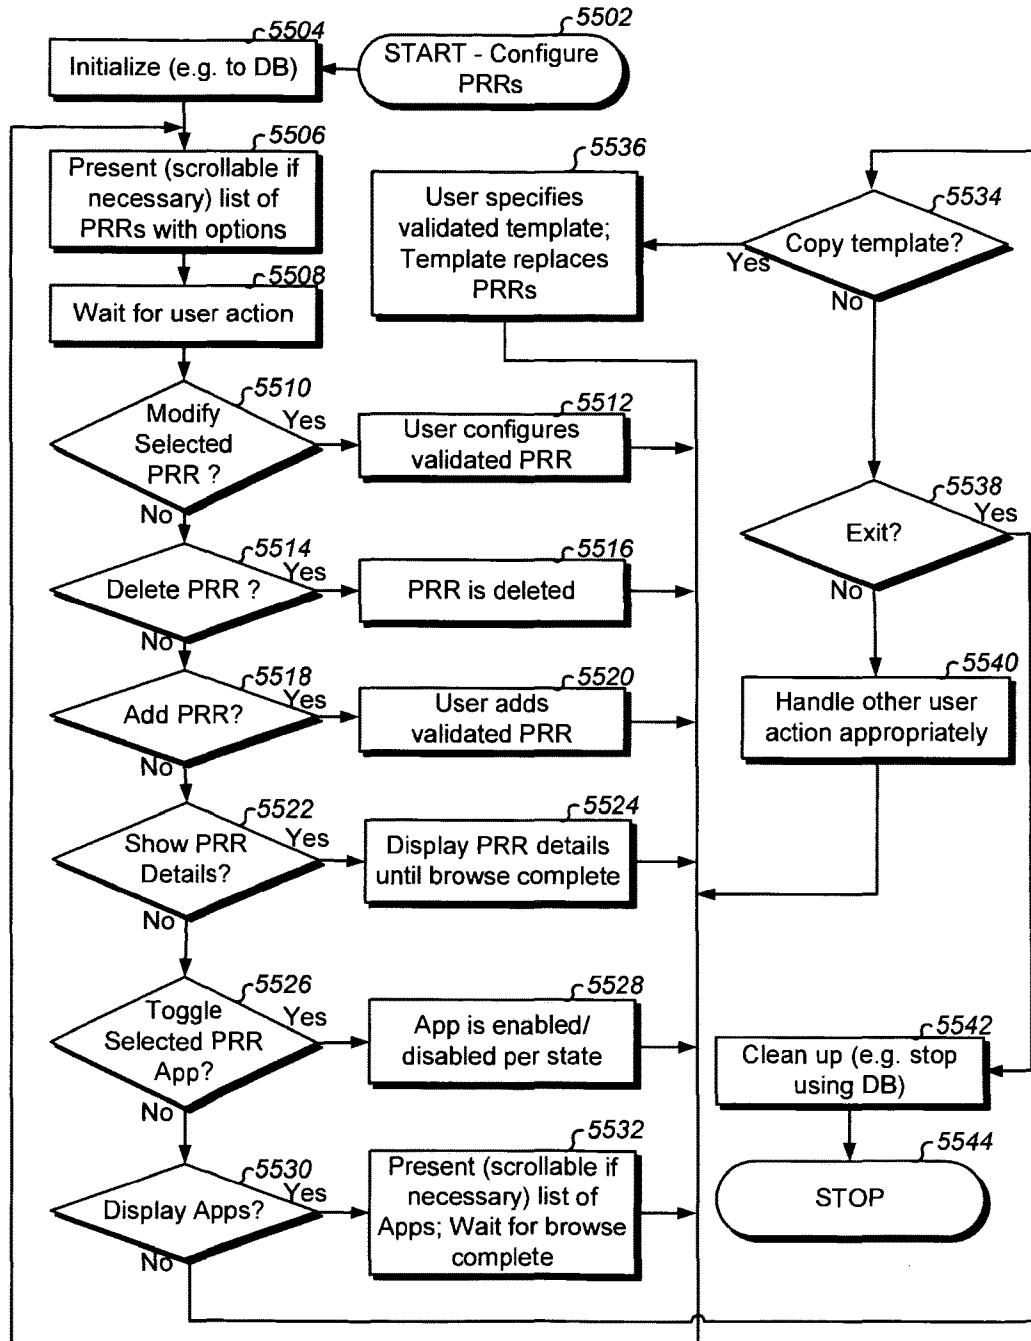 5502
START - Configure
PRRs
5504
Initialize (e.g. to DB)
5506
Present (scrollable if
necessary) list of
PRRs with options
5508
Wait for user action
5510
Modify
Selected
PRR ?
Yes
No
5512
User configures
validated PRR
5514
Delete PRR ?
Yes
No
5516
PRR is deleted
5518
Add PRR?
Yes
No
5520
User adds
validated PRR
5522
Show PRR
Details?
Yes
No
5524
Display PRR details
until browse complete
5526
Toggle
Selected PRR
App?
Yes
No
5528
App is enabled/
disabled per state
5530
Display Apps?
Yes
No
5532
Present (scrollable if
necessary) list of
Apps; Wait for browse
complete
5534
Copy template?
Yes
No
5536
User specifies
validated template;
Template replaces
PRRs
5538
Exit?
Yes
No
5540
Handle other user
action appropriately
5542
Clean up (e.g. stop
using DB)
5544
STOP